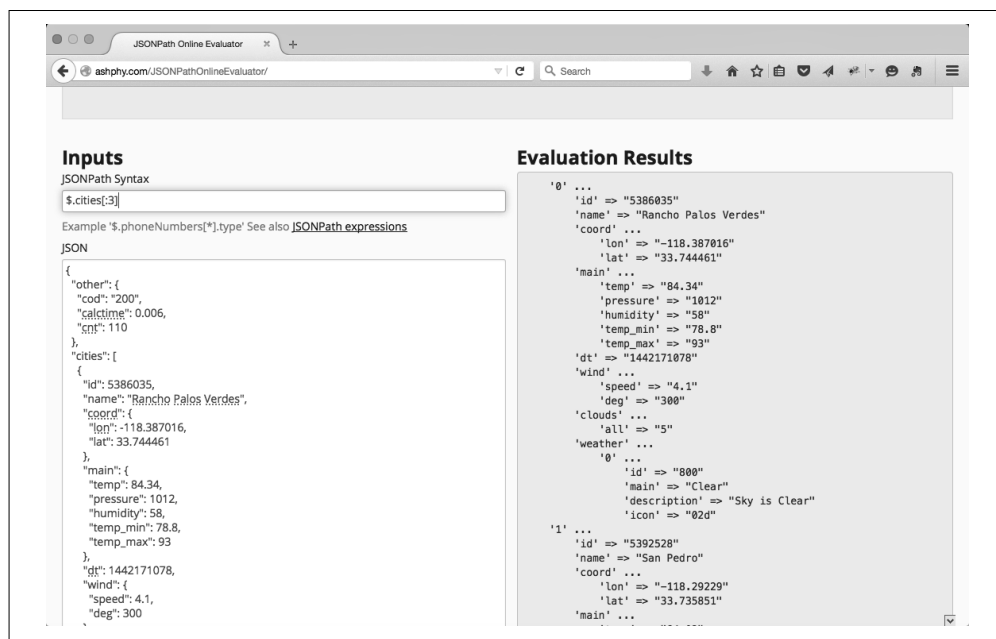 JSONPath Online Evaluator × +
ashphy.com/JSONPathOnlineEvaluator/
Search
Inputs
JSONPath Syntax
$.cities[:3]
Example '$.phoneNumbers[*].type' See also JSONPath expressions
JSON
{
"other": {
"cod": "200",
"calctime": 0.006,
"cnt": 110
},
"cities": [
{
"id": 5386035,
"name": "Rancho Palos Verdes",
"coord": {
"lon": -118.387016,
"lat": 33.744461
},
"main": {
"temp": 84.34,
"pressure": 1012,
"humidity": 58,
"temp_min": 78.8,
"temp_max": 93
},
"dt": 1442171078,
"wind": {
"speed": 4.1,
"deg": 300
Evaluation Results
'0' ...
'id' => "5386035"
'name' => "Rancho Palos Verdes"
'coord' ...
'lon' => "-118.387016"
'lat' => "33.744461"
'main' ...
'temp' => "84.34"
'pressure' => "1012"
'humidity' => "58"
'temp_min' => "78.8"
'temp_max' => "93"
'dt' => "1442171078"
'wind' ...
'speed' => "4.1"
'deg' => "300"
'clouds' ...
'all' => "5"
'weather' ...
'0' ...
'id' => "800"
'main' => "Clear"
'description' => "Sky is Clear"
'icon' => "02d"
'1' ...
'id' => "5392528"
'name' => "San Pedro"
'coord' ...
'lon' => "-118.29229"
'lat' => "33.735851"
'main' ...